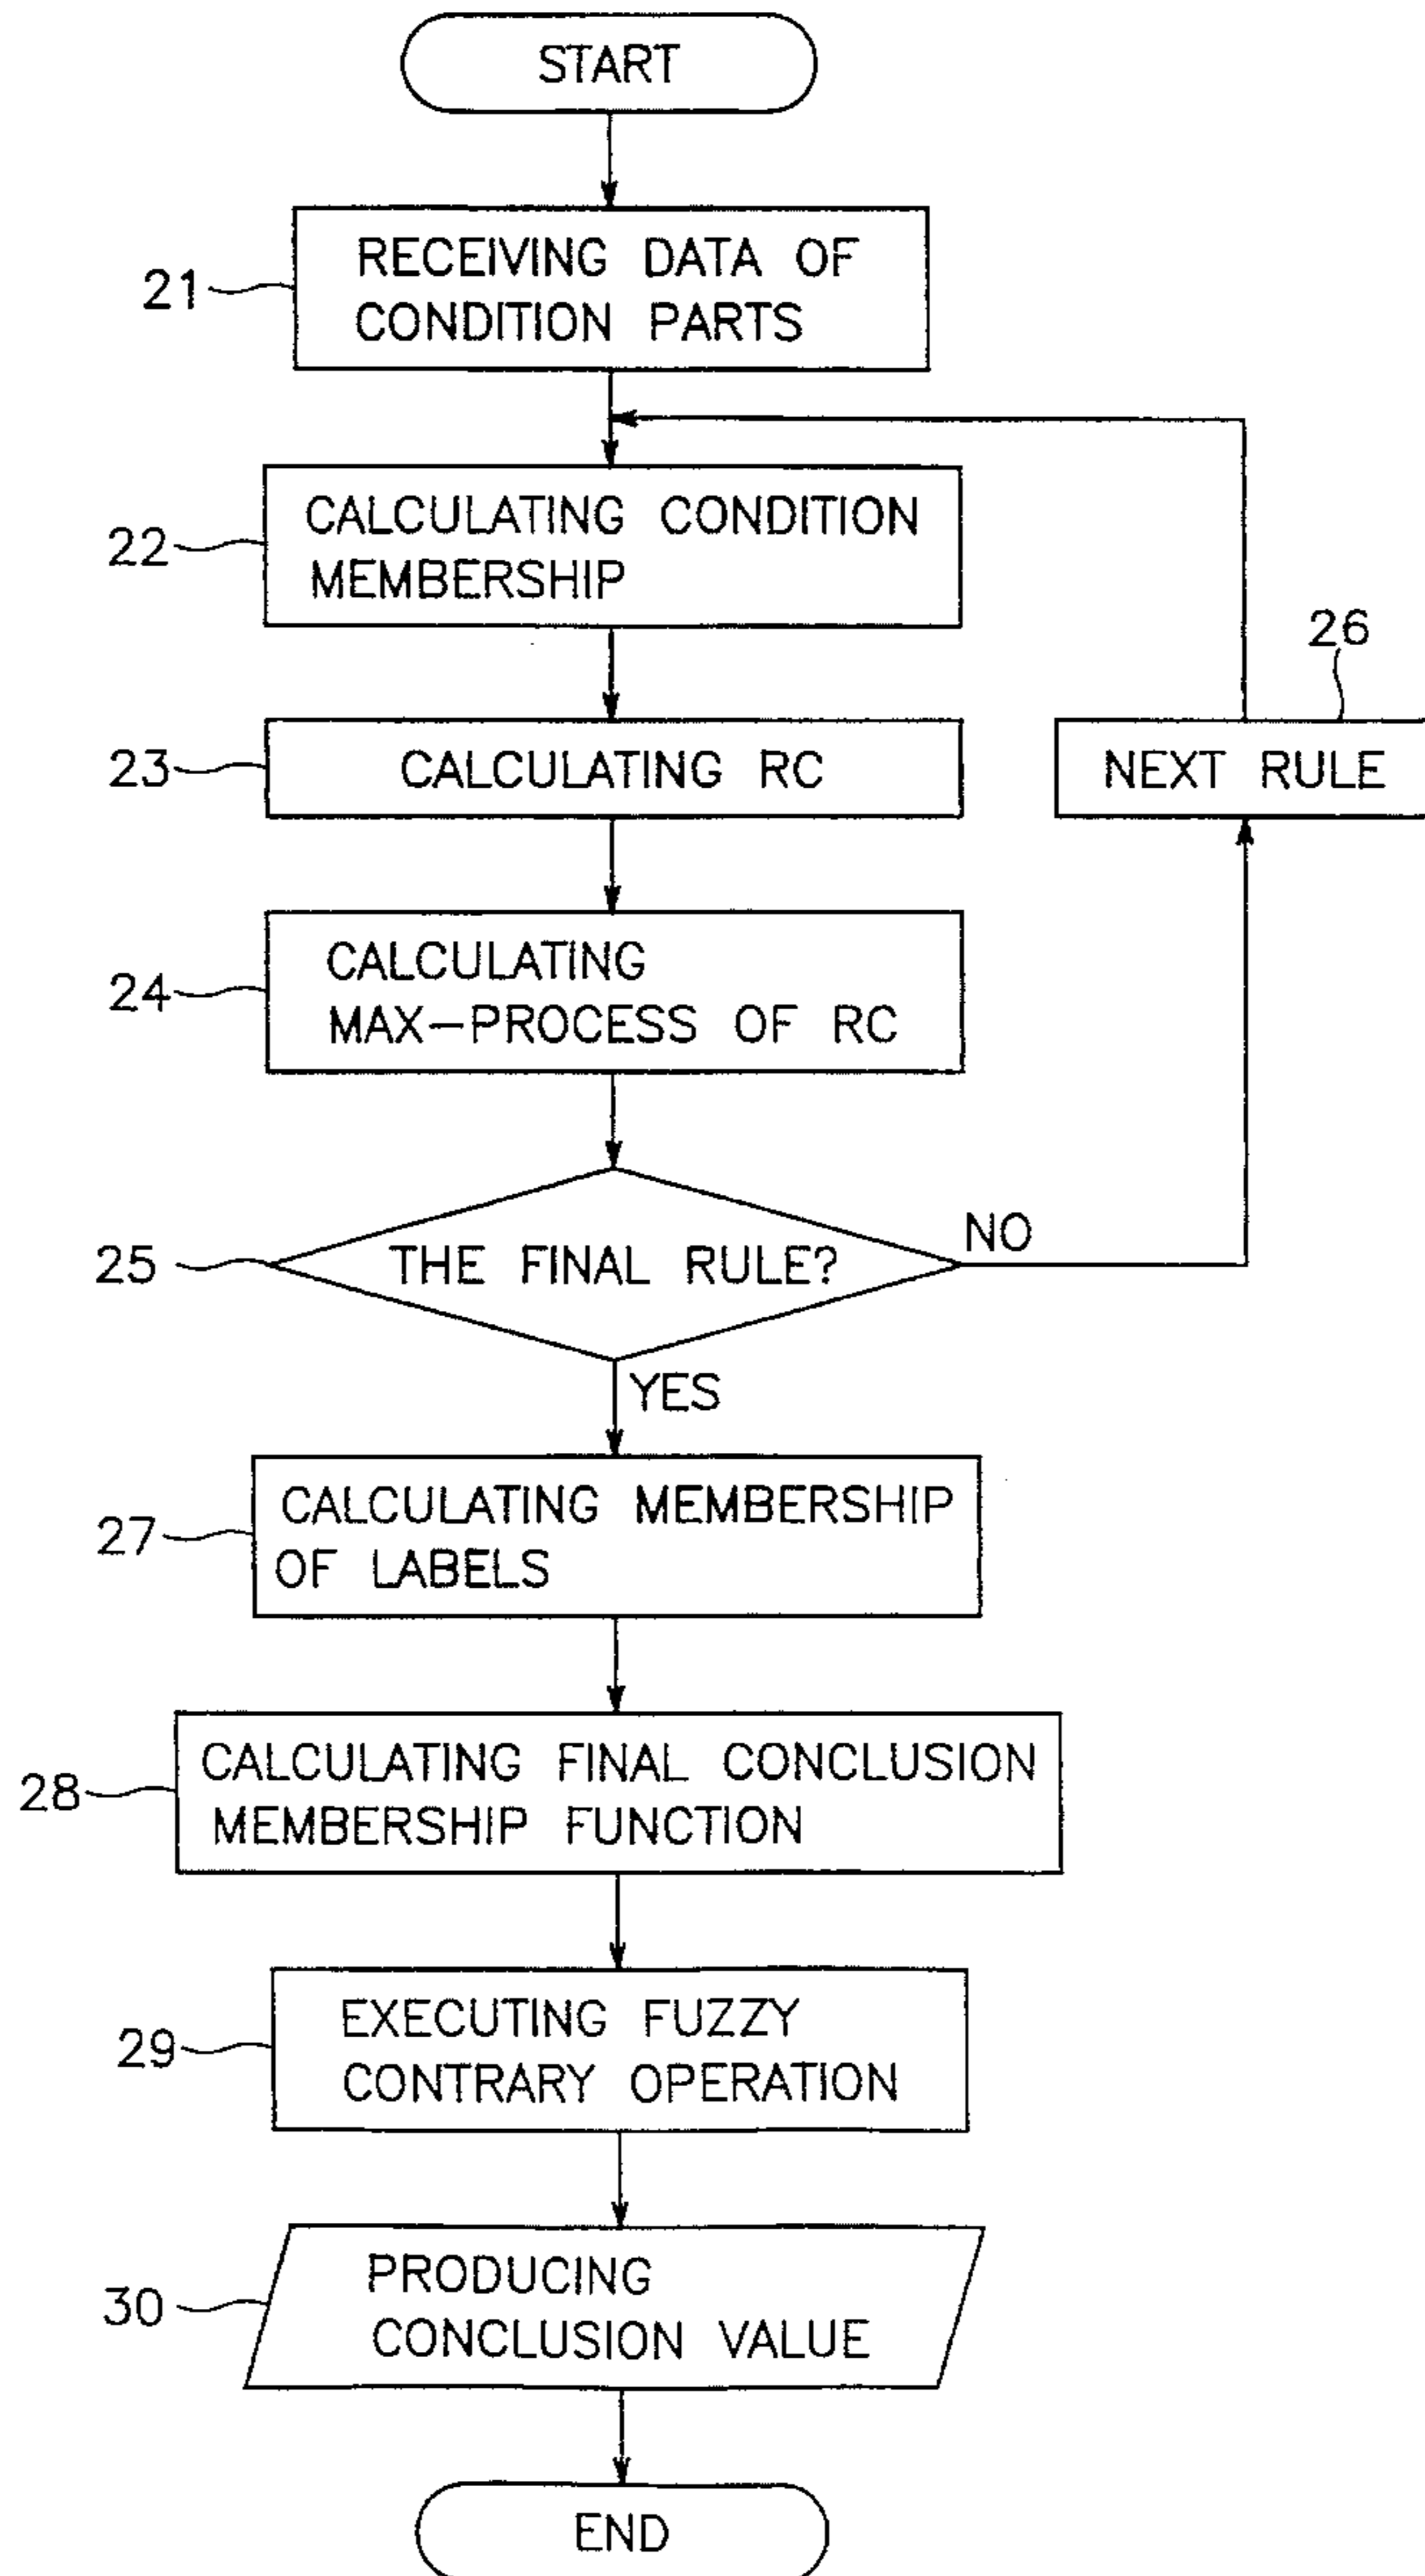 START
21
RECEIVING DATA OF
CONDITION PARTS
22
CALCULATING CONDITION
MEMBERSHIP
26
23
CALCULATING RC
NEXT RULE
24
CALCULATING
MAX-PROCESS OF RC
25
THE FINAL RULE?
NO
YES
27
CALCULATING MEMBERSHIP
OF LABELS
28
CALCULATING FINAL CONCLUSION
MEMBERSHIP FUNCTION
29
EXECUTING FUZZY
CONTRARY OPERATION
30
PRODUCING
CONCLUSION VALUE
END